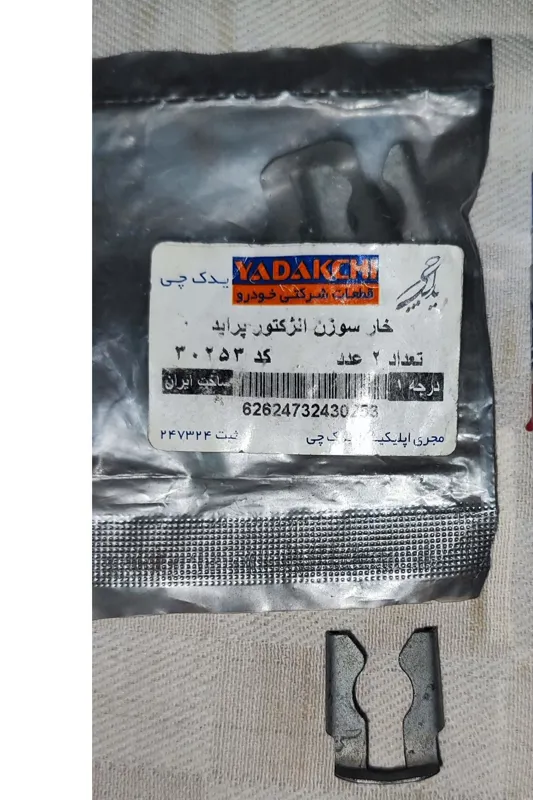 یدک چی YADAKCHI
قطعات شرکتی خودرو
خار سوزن انژکتور پراید
تعداد ۲ عدد کد ۳۰۲۵۳
درجه ۱ ساخت ایران
62624732430253
مجری اپلیکیشن یدک چی ثبت ۲۴۷۳۲۴